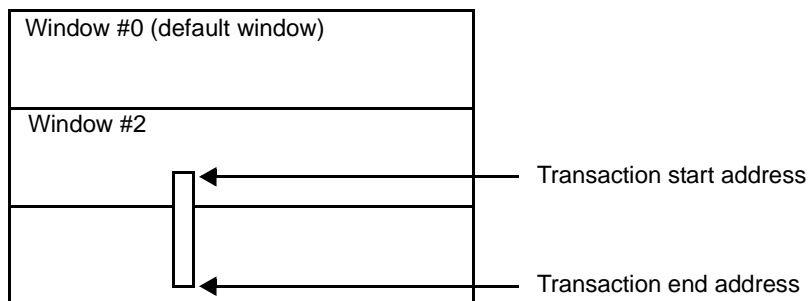 Window #0 (default window)
Window #2
Transaction start address
Transaction end address